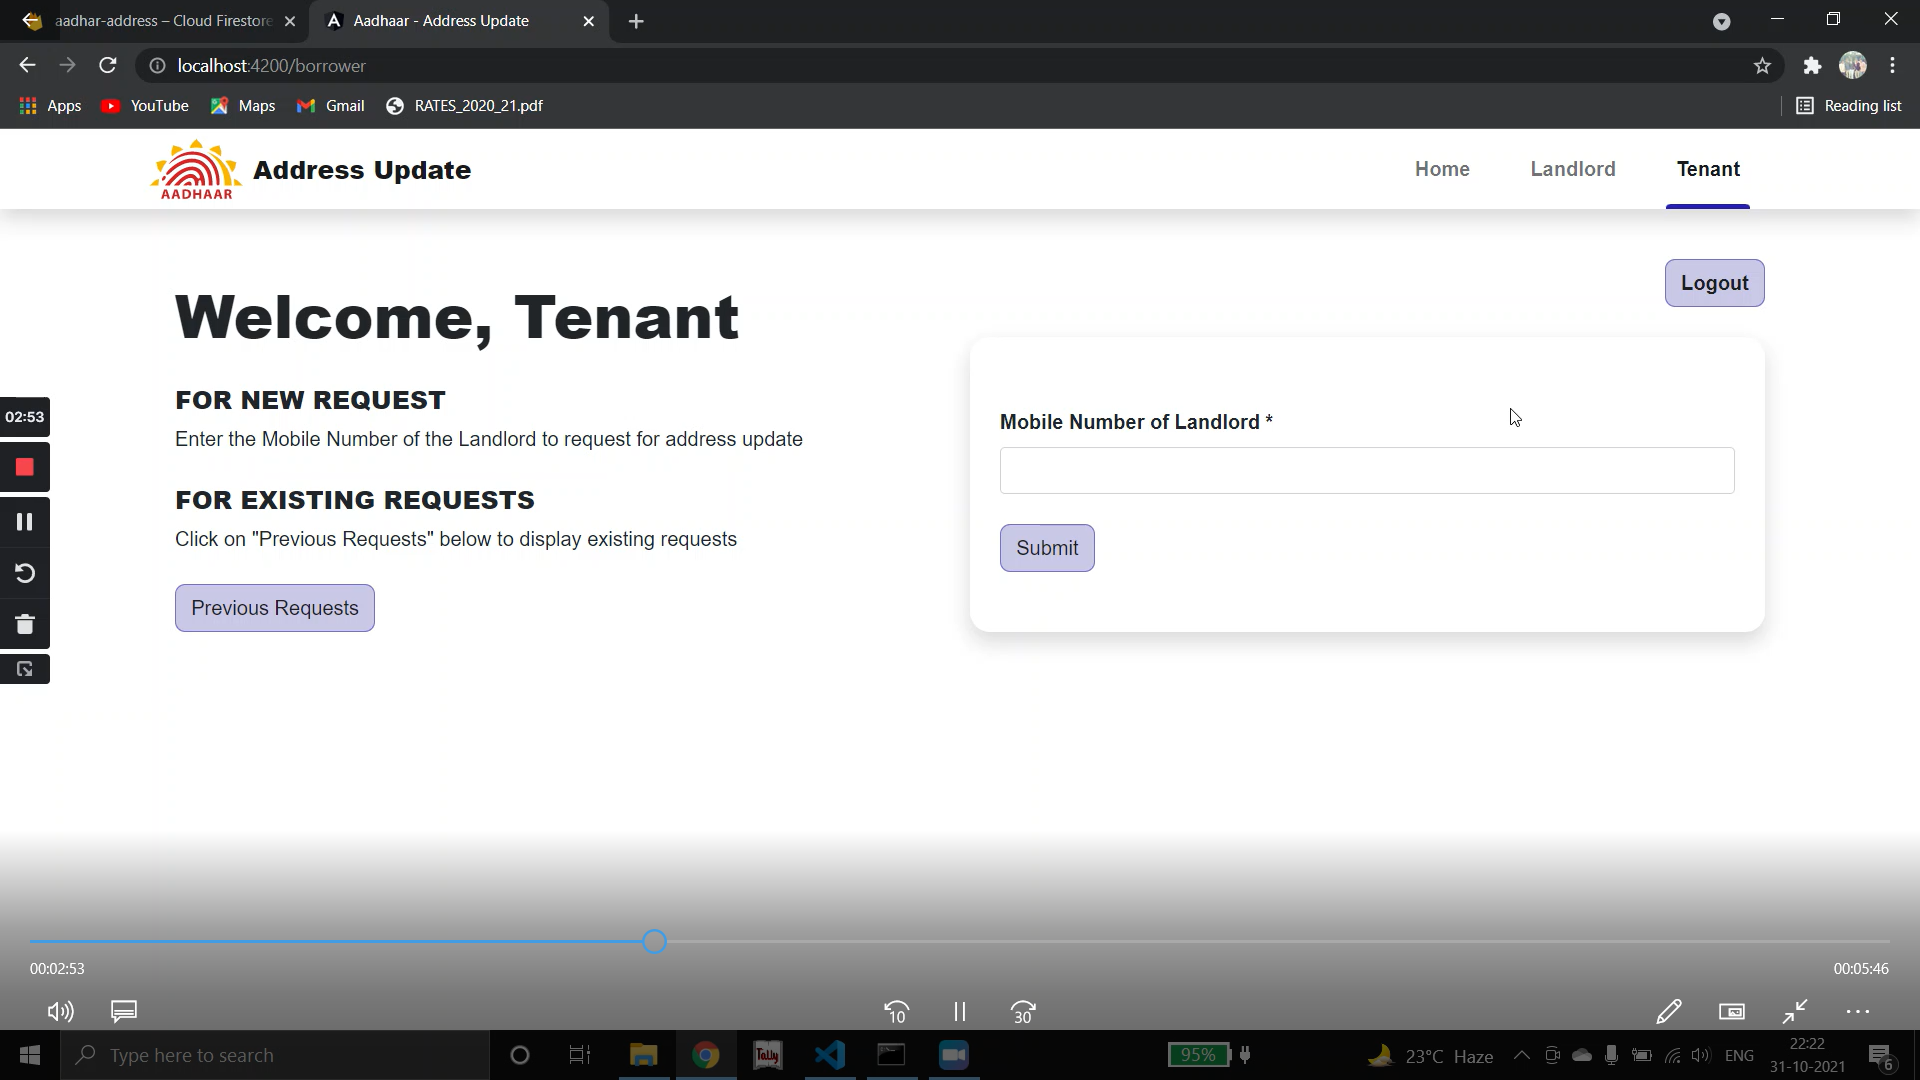 aadhar-address – Cloud Firestore
Aadhaar - Address Update
localhost:4200/borrower
Apps
YouTube
Maps
Gmail
RATES_2020_21.pdf
Reading list
AADHAAR
Address Update
Home
Landlord
Tenant
Logout
Welcome, Tenant
FOR NEW REQUEST
Enter the Mobile Number of the Landlord to request for address update
FOR EXISTING REQUESTS
Click on "Previous Requests" below to display existing requests
Previous Requests
Mobile Number of Landlord *
Submit
02:53
00:02:53
00:05:46
10
30
Type here to search
Tally
95%
23°C Haze
ENG
22:22
31-10-2021
6